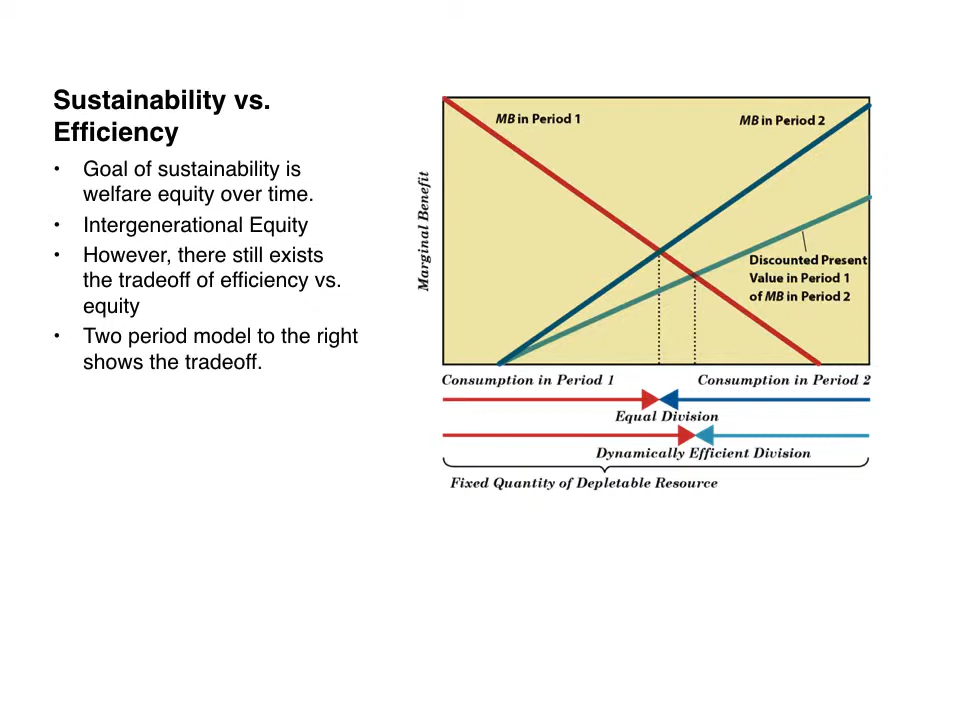 Sustainability vs.
Efficiency
• Goal of sustainability is
welfare equity over time.
• Intergenerational Equity
• However, there still exists
the tradeoff of efficiency vs.
equity
• Two period model to the right
shows the tradeoff.
Marginal Benefit
MB in Period 1
MB in Period 2
Discounted Present
Value in Period 1
of MB in Period 2
Consumption in Period 1
Consumption in Period 2
Equal Division
Dynamically Efficient Division
Fixed Quantity of Depletable Resource